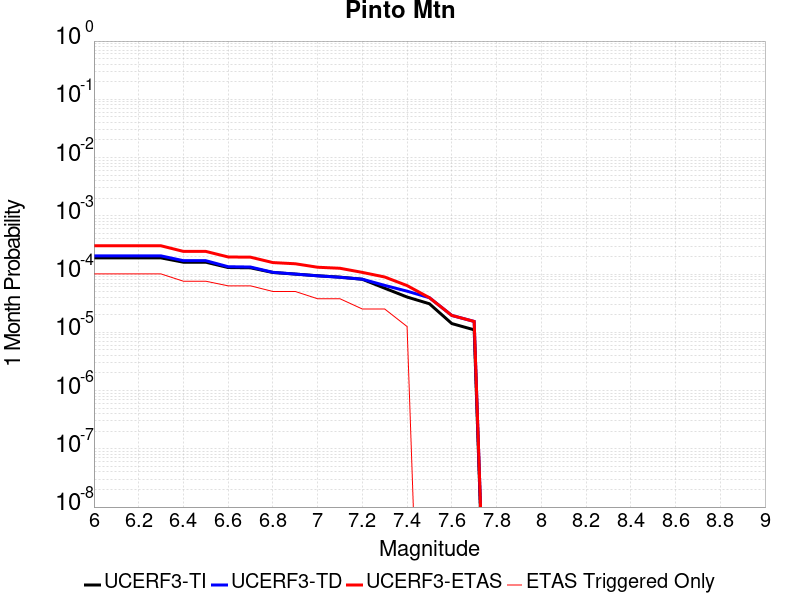 Pinto Mtn
10^0
10^-1
10^-2
10^-3
10^-4
10^-5
10^-6
10^-7
10^-8
1 Month Probability
6 6.2 6.4 6.6 6.8 7 7.2 7.4 7.6 7.8 8 8.2 8.4 8.6 8.8 9
Magnitude
UCERF3-TI UCERF3-TD UCERF3-ETAS ETAS Triggered Only